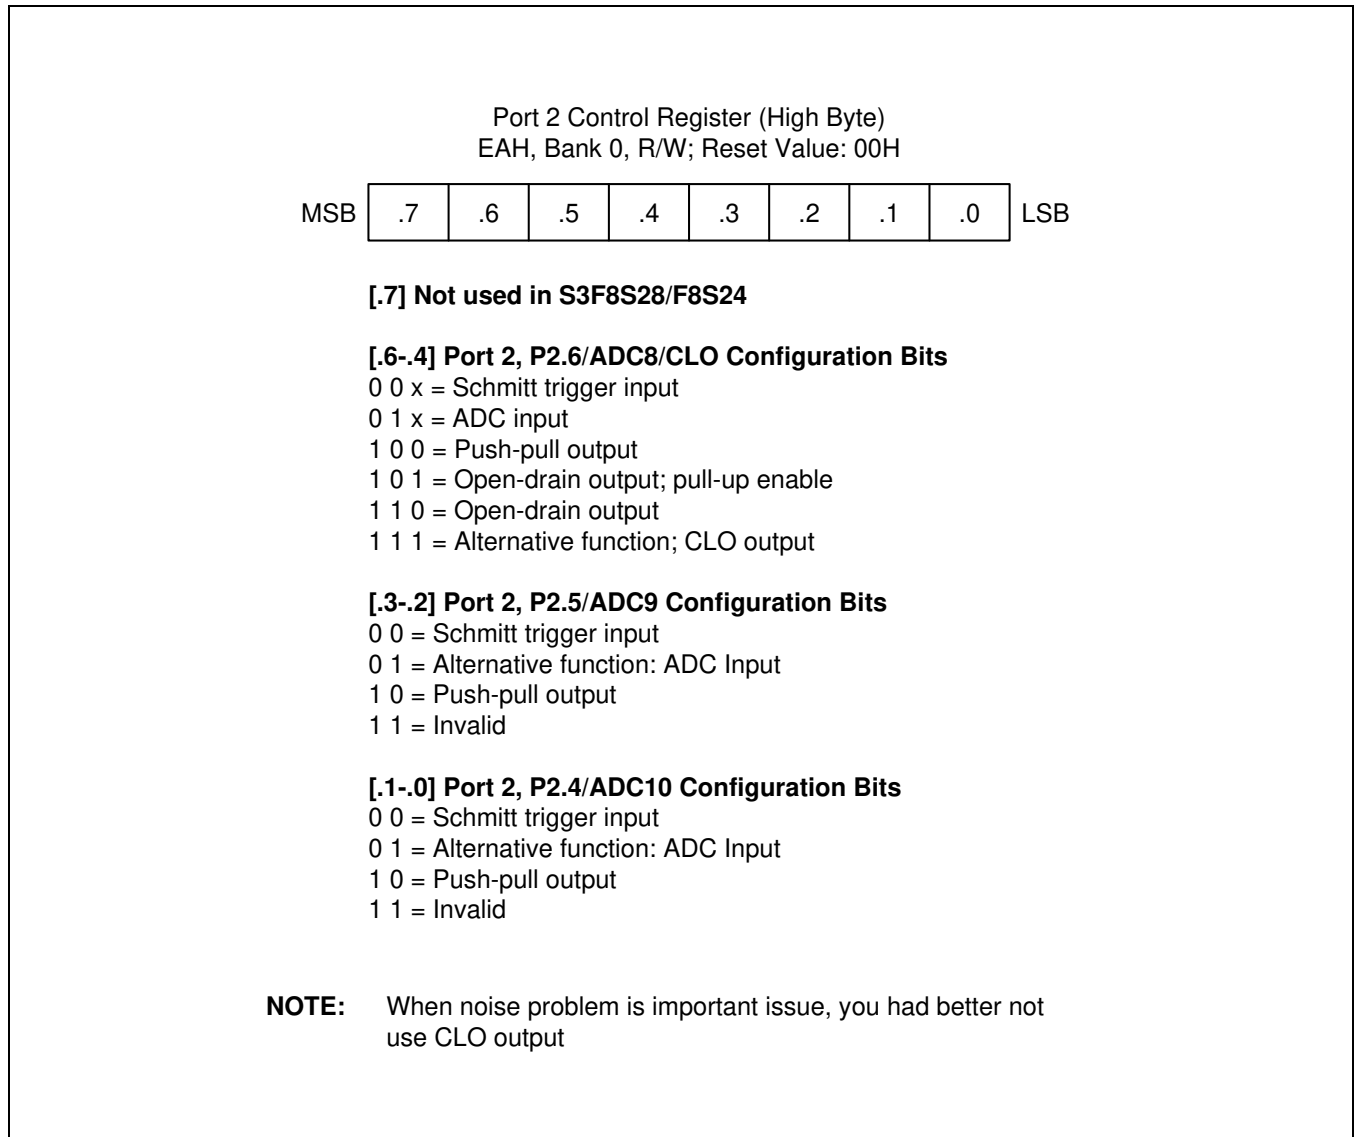 Port 2 Control Register (High Byte)
EAH, Bank 0, R/W; Reset Value: 00H
MSB .7 .6 .5 .4 .3 .2 .1 .0 LSB
[.7] Not used in S3F8S28/F8S24
[.6-.4] Port 2, P2.6/ADC8/CLO Configuration Bits
0 0 x = Schmitt trigger input
0 1 x = ADC input
1 0 0 = Push-pull output
1 0 1 = Open-drain output; pull-up enable
1 1 0 = Open-drain output
1 1 1 = Alternative function; CLO output
[.3-.2] Port 2, P2.5/ADC9 Configuration Bits
0 0 = Schmitt trigger input
0 1 = Alternative function: ADC Input
1 0 = Push-pull output
1 1 = Invalid
[.1-.0] Port 2, P2.4/ADC10 Configuration Bits
0 0 = Schmitt trigger input
0 1 = Alternative function: ADC Input
1 0 = Push-pull output
1 1 = Invalid
NOTE: When noise problem is important issue, you had better not
use CLO output